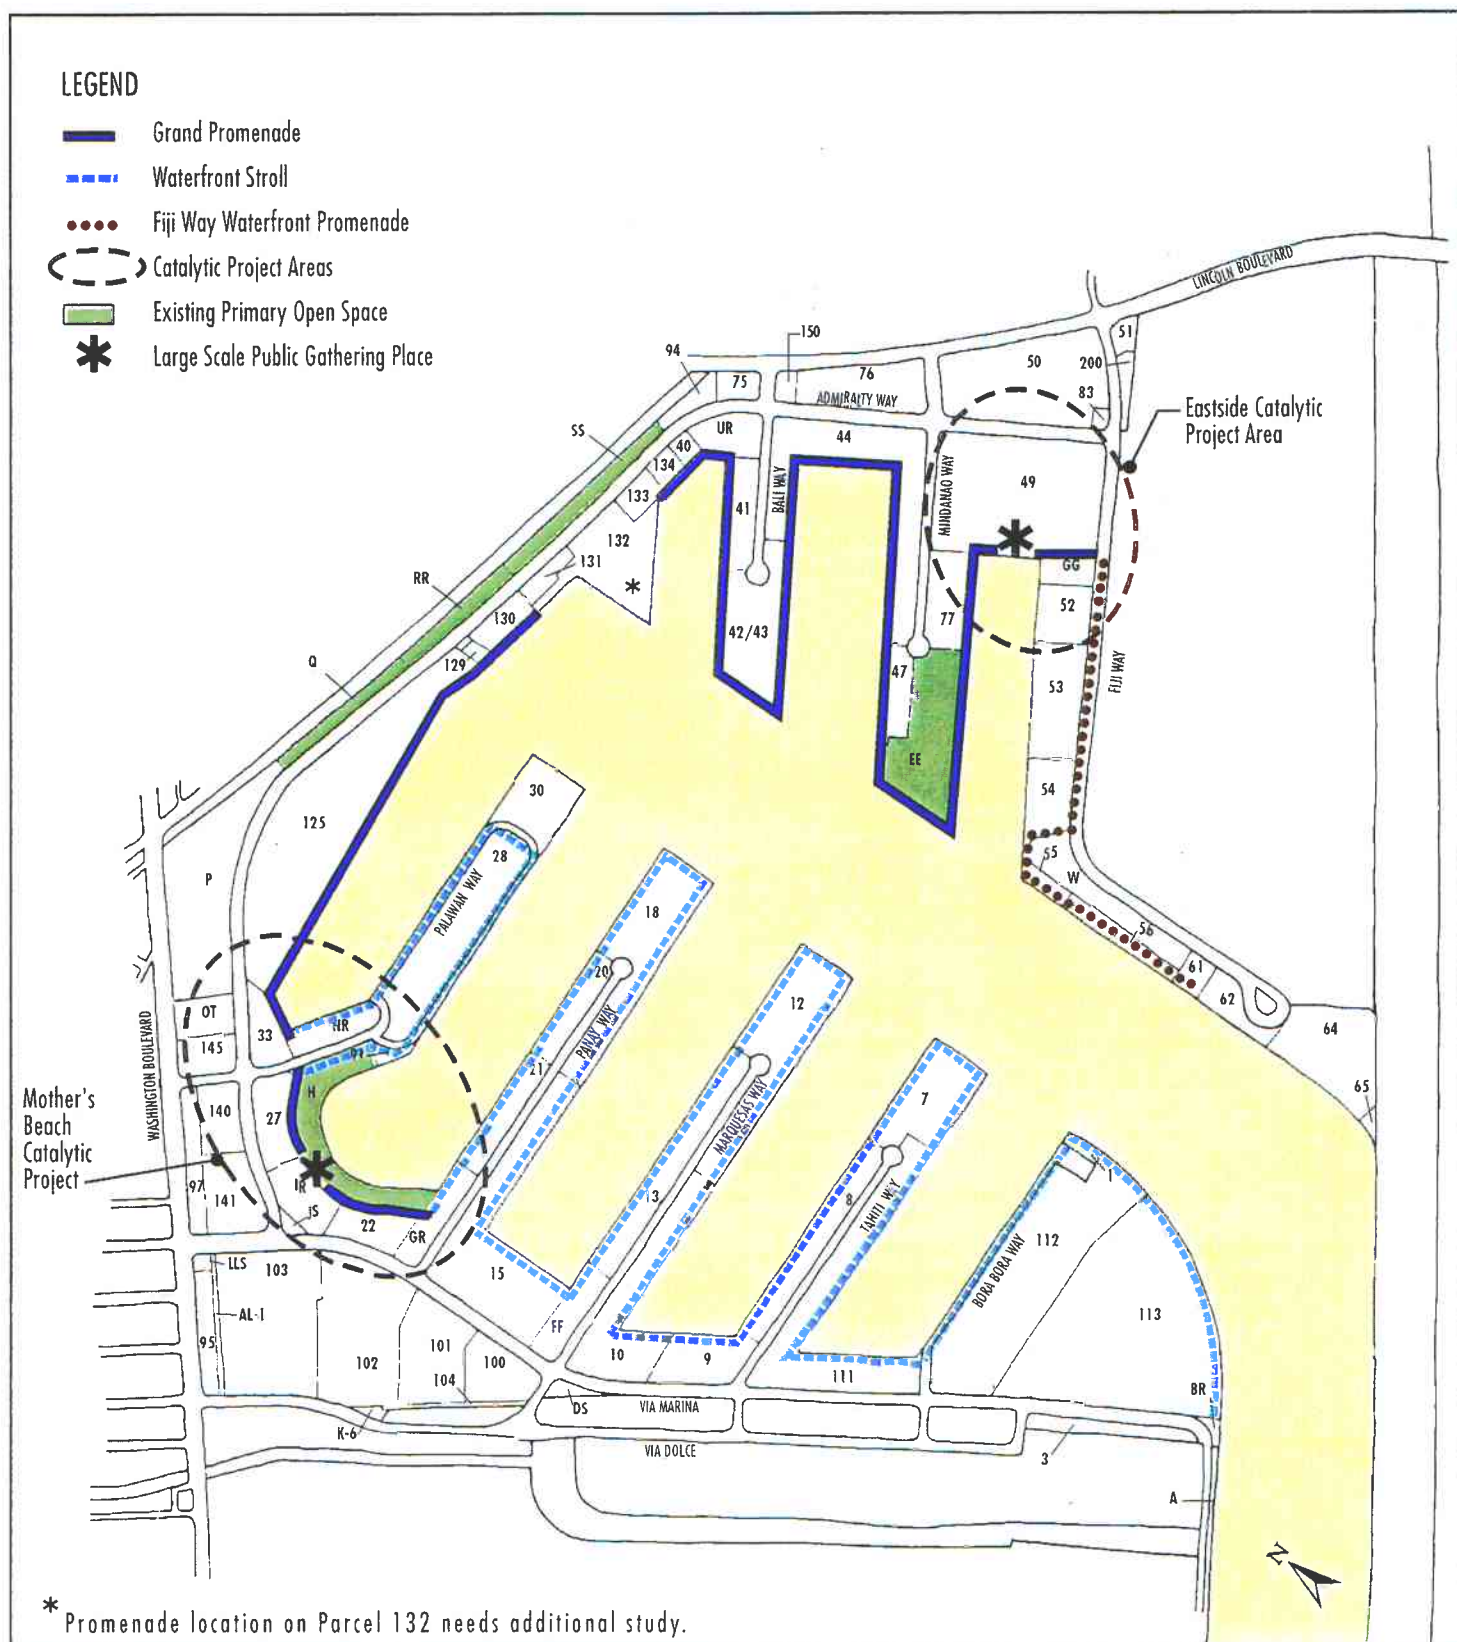 LEGEND
Grand Promenade
Waterfront Stroll
Fiji Way Waterfront Promenade
Catalytic Project Areas
Existing Primary Open Space
Large Scale Public Gathering Place
LINCOLN BOULEVARD
150
51
94
75
76
50
200
ADMIRALTY WAY
83
Eastside Catalytic
Project Area
SS
UR
44
40
134
133
41
BALI WAY
MINDANAO WAY
49
132
131
RR
GG
130
42/43
77
52
Q
129
47
53
FIJI WAY
EE
30
54
125
28
55
P
W
PALAWAN WAY
18
56
20
61
12
62
OT
33
NR
PANAY WAY
64
145
91
21
WASHINGTON BOULEVARD
H
65
Mother's
Beach
Catalytic
Project
140
27
MARQUESAS WAY
7
1
97
141
IR
13
8
TAHITI WAY
JS
22
GR
BORA BORA WAY
112
LLS
103
15
113
AL-1
FF
95
102
101
100
10
9
104
111
BR
DS
VIA MARINA
K-6
VIA DOLCE
3
A
N
* Promenade location on Parcel 132 needs additional study.